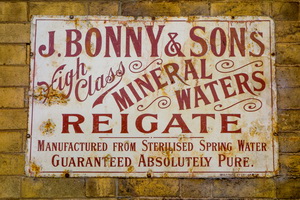 J. BONNY & SONS
High Class
MINERAL
WATERS
REIGATE
MANUFACTURED FROM STERILISED SPRING WATER
GUARANTEED ABSOLUTELY PURE.